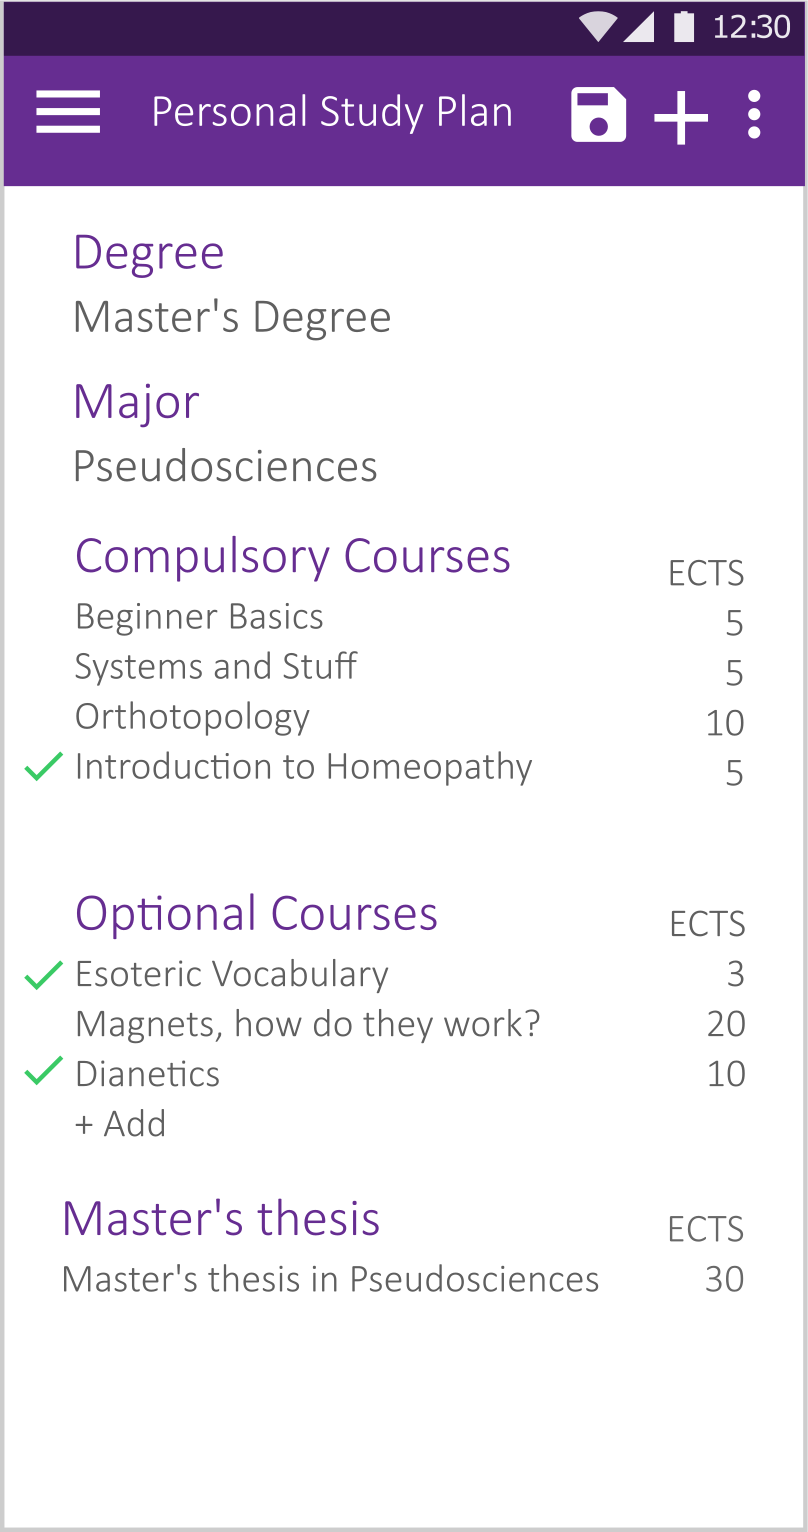 12:30
Personal Study Plan
Degree
Master's Degree
Major
Pseudosciences
Compulsory Courses ECTS
Beginner Basics 5
Systems and Stuff 5
Orthotopology 10
Introduction to Homeopathy 5
Optional Courses ECTS
Esoteric Vocabulary 3
Magnets, how do they work? 20
Dianetics 10
+ Add
Master's thesis ECTS
Master's thesis in Pseudosciences 30